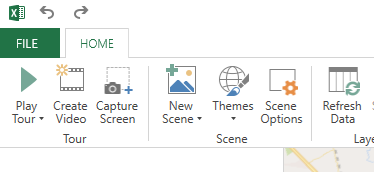 FILE HOME
Play Tour Create Video Capture Screen New Scene Themes Scene Options Refresh Data
Tour Scene